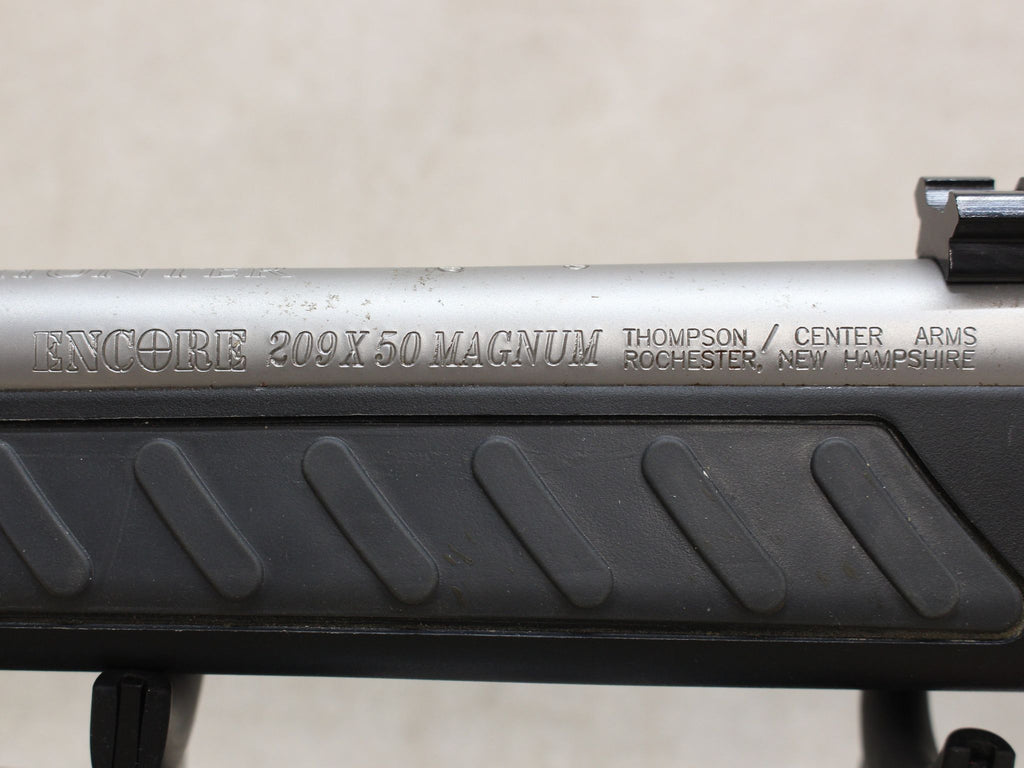 ENCORE 209X50 MAGNUM THOMPSON / CENTER ARMS
ROCHESTER, NEW HAMPSHIRE